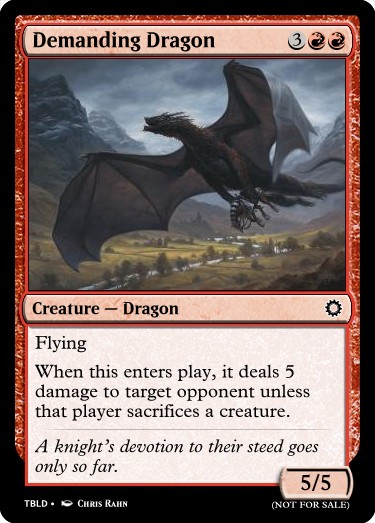 Demanding Dragon 3
Creature — Dragon
Flying
When this enters play, it deals 5
damage to target opponent unless
that player sacrifices a creature.
A knight's devotion to their steed goes
only so far.
5/5
TBLD • Chris Rahn
(NOT FOR SALE)